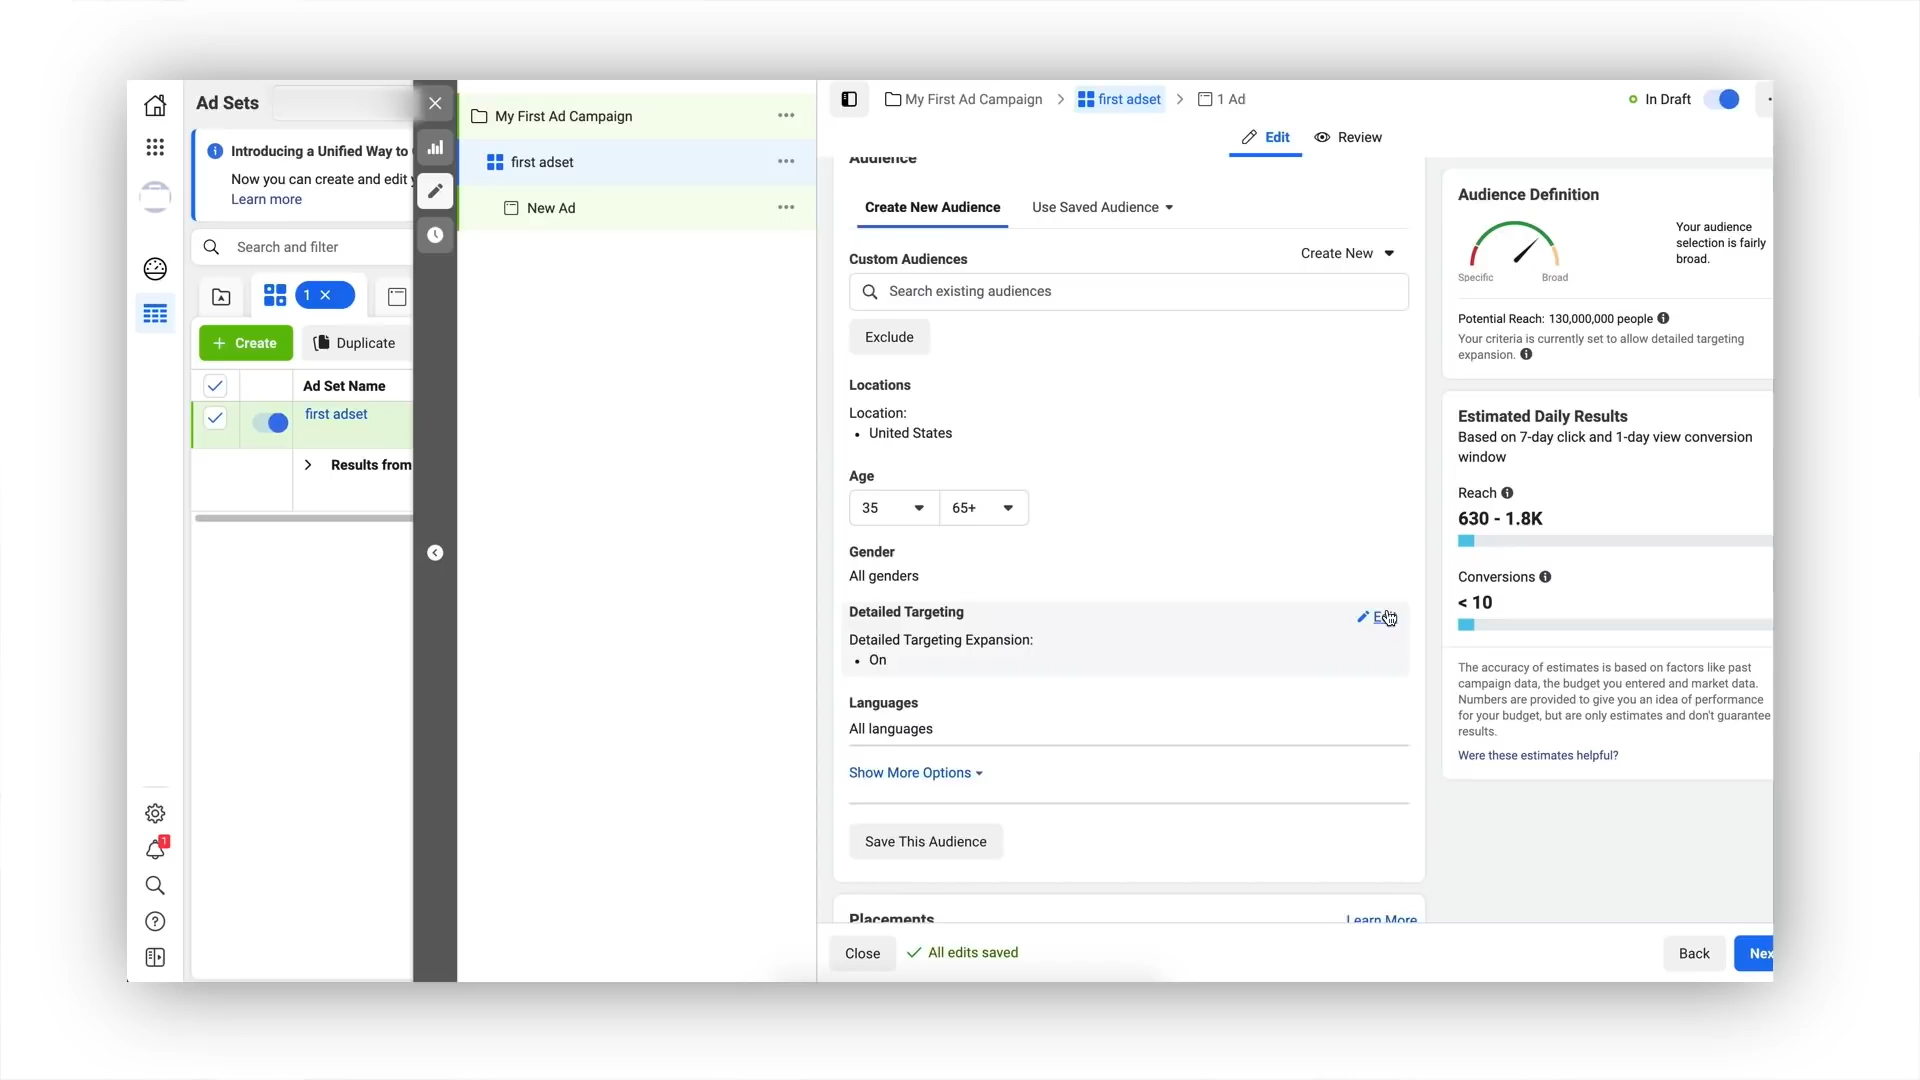 Ad Sets
Introducing a Unified Way to
Now you can create and edit
Learn more
Search and filter
1
Create
Duplicate
Ad Set Name
first adset
Results from
1
My First Ad Campaign
first adset
New Ad
My First Ad Campaign
first adset
1 Ad
In Draft
Edit
Review
Audience
Create New Audience
Use Saved Audience
Custom Audiences
Create New
Search existing audiences
Exclude
Locations
Location:
• United States
Age
35
65+
Gender
All genders
Detailed Targeting
Detailed Targeting Expansion:
• On
Languages
All languages
Show More Options
Save This Audience
Placements
Learn More
Close
All edits saved
Back
Nex
Audience Definition
Specific
Broad
Your audience
selection is fairly
broad.
Potential Reach: 130,000,000 people
Your criteria is currently set to allow detailed targeting
expansion.
Estimated Daily Results
Based on 7-day click and 1-day view conversion
window
Reach
630 - 1.8K
Conversions
< 10
The accuracy of estimates is based on factors like past
campaign data, the budget you entered and market data.
Numbers are provided to give you an idea of performance
for your budget, but are only estimates and don't guarantee
results.
Were these estimates helpful?